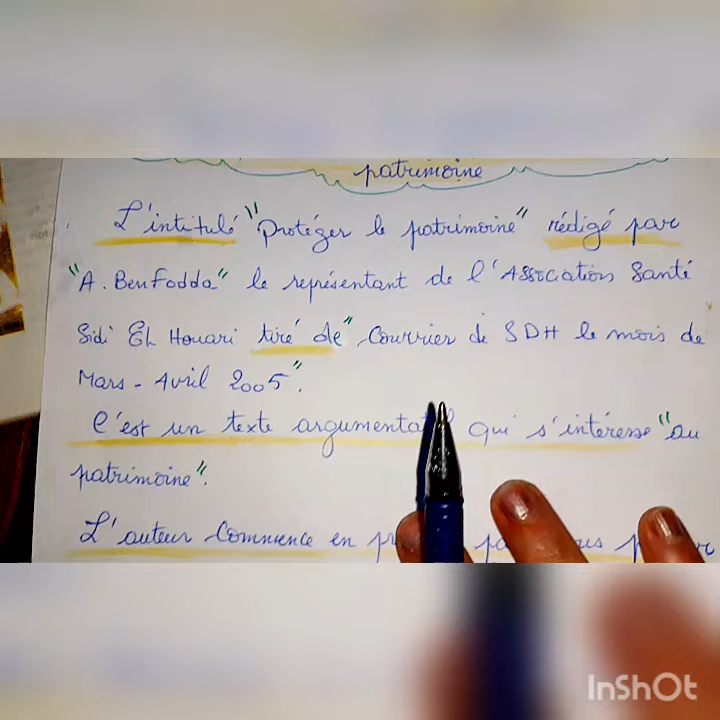 patrimoine
L'intitulé "Protéger le patrimoine" rédigé par
"A. BenFodda" le représentant de l'Association Santé
Sidi El Houari tiré de "Courrier de SDH le mois de
Mars - Avril 2005".
C'est un texte argumentatif qui s'intéresse "au
patrimoine".
L'auteur commence en
InShOt